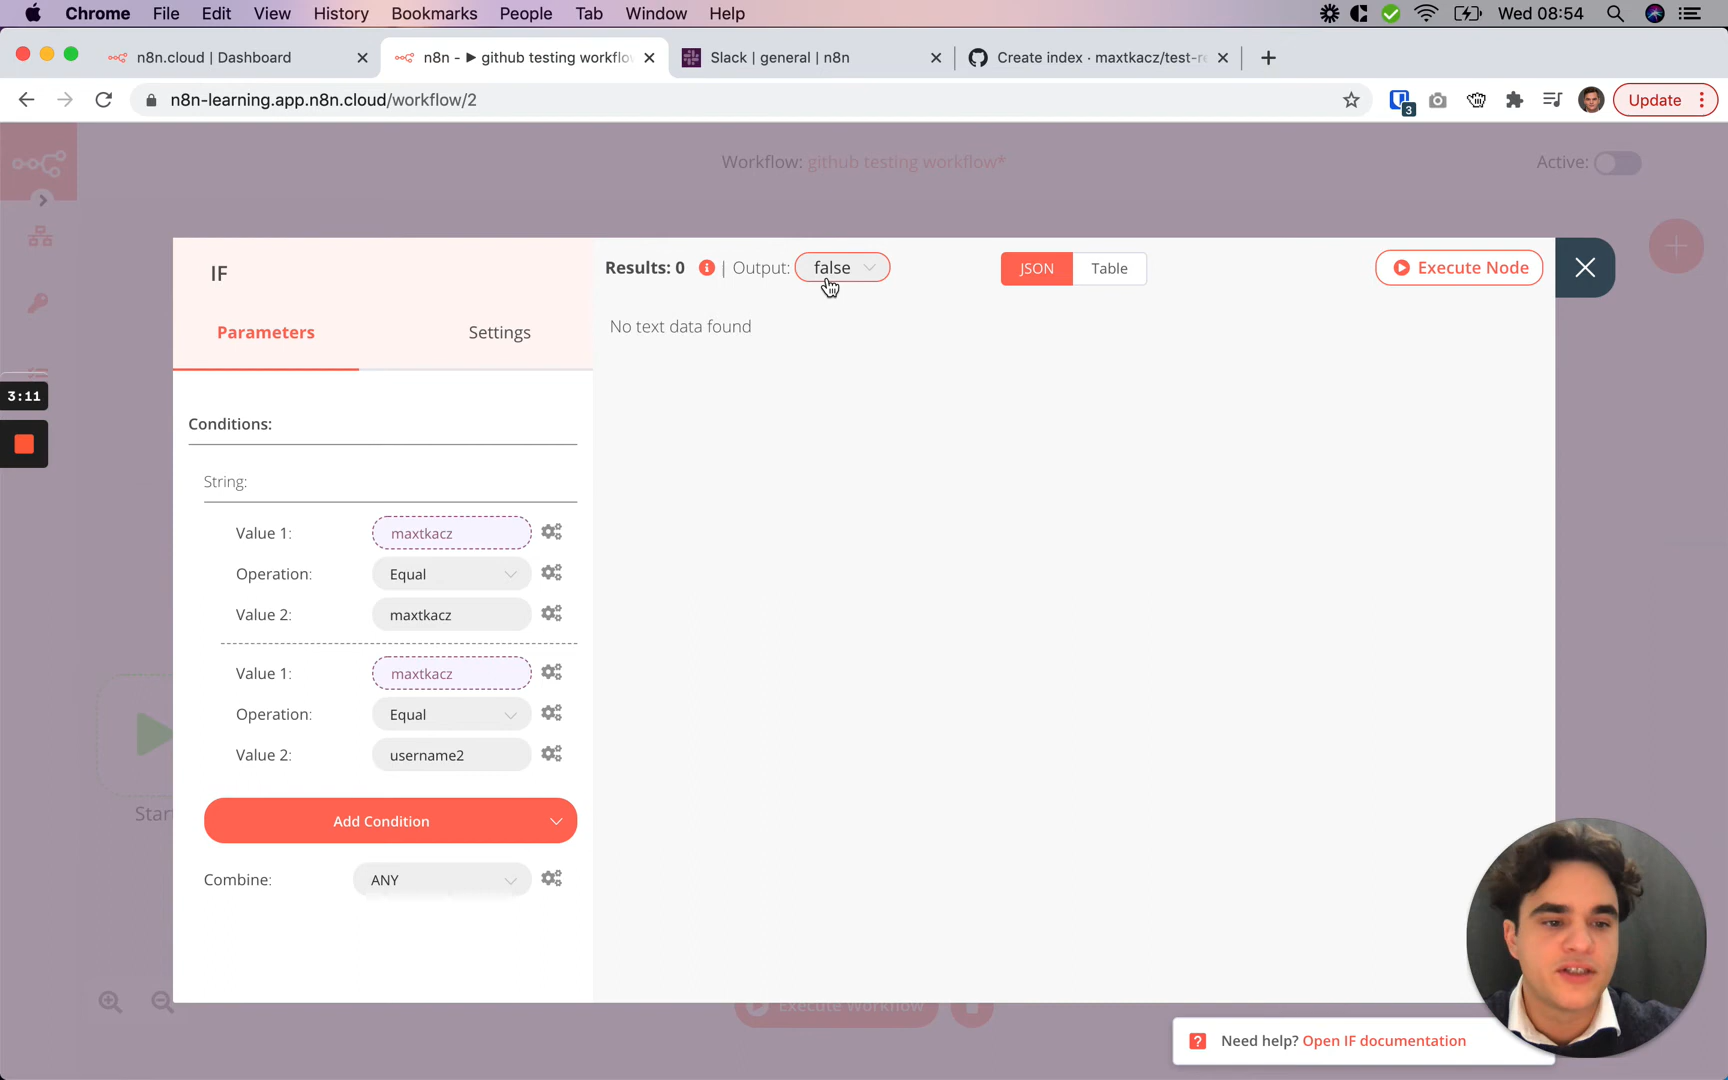 Chrome File Edit View History Bookmarks People Tab Window Help Wed 08:54
n8n.cloud | Dashboard
n8n - ▶ github testing workflo
Slack | general | n8n
Create index · maxtkacz/test-re
n8n-learning.app.n8n.cloud/workflow/2
3
Update
Workflow: github testing workflow*
Active:
IF
Results: 0 | Output: false
JSON
Table
Execute Node
Parameters
Settings
No text data found
3:11
Conditions:
String:
Value 1: maxtkacz
Operation: Equal
Value 2: maxtkacz
Value 1: maxtkacz
Operation: Equal
Value 2: username2
Start
Add Condition
Combine: ANY
Execute Workflow
Need help? Open IF documentation